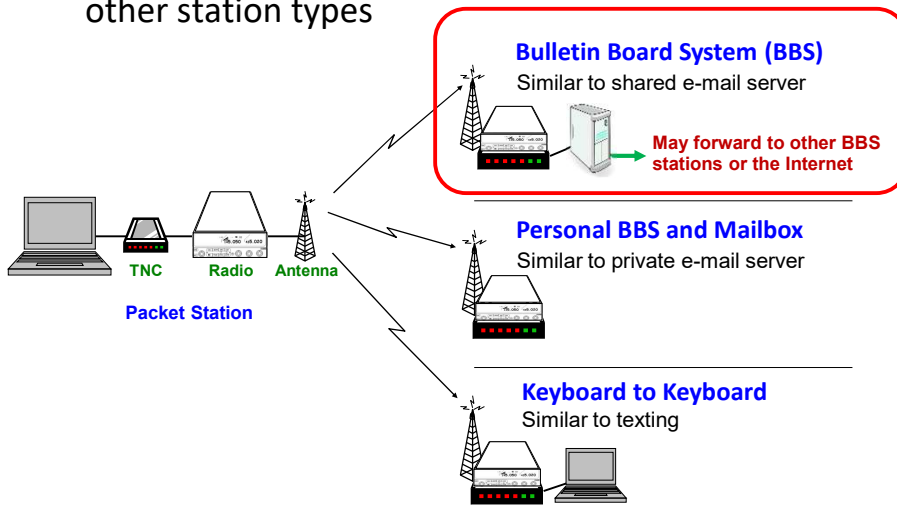 other station types
Bulletin Board System (BBS)
Similar to shared e-mail server
May forward to other BBS
stations or the Internet
TNC
Radio
Antenna
Packet Station
Personal BBS and Mailbox
Similar to private e-mail server
Keyboard to Keyboard
Similar to texting